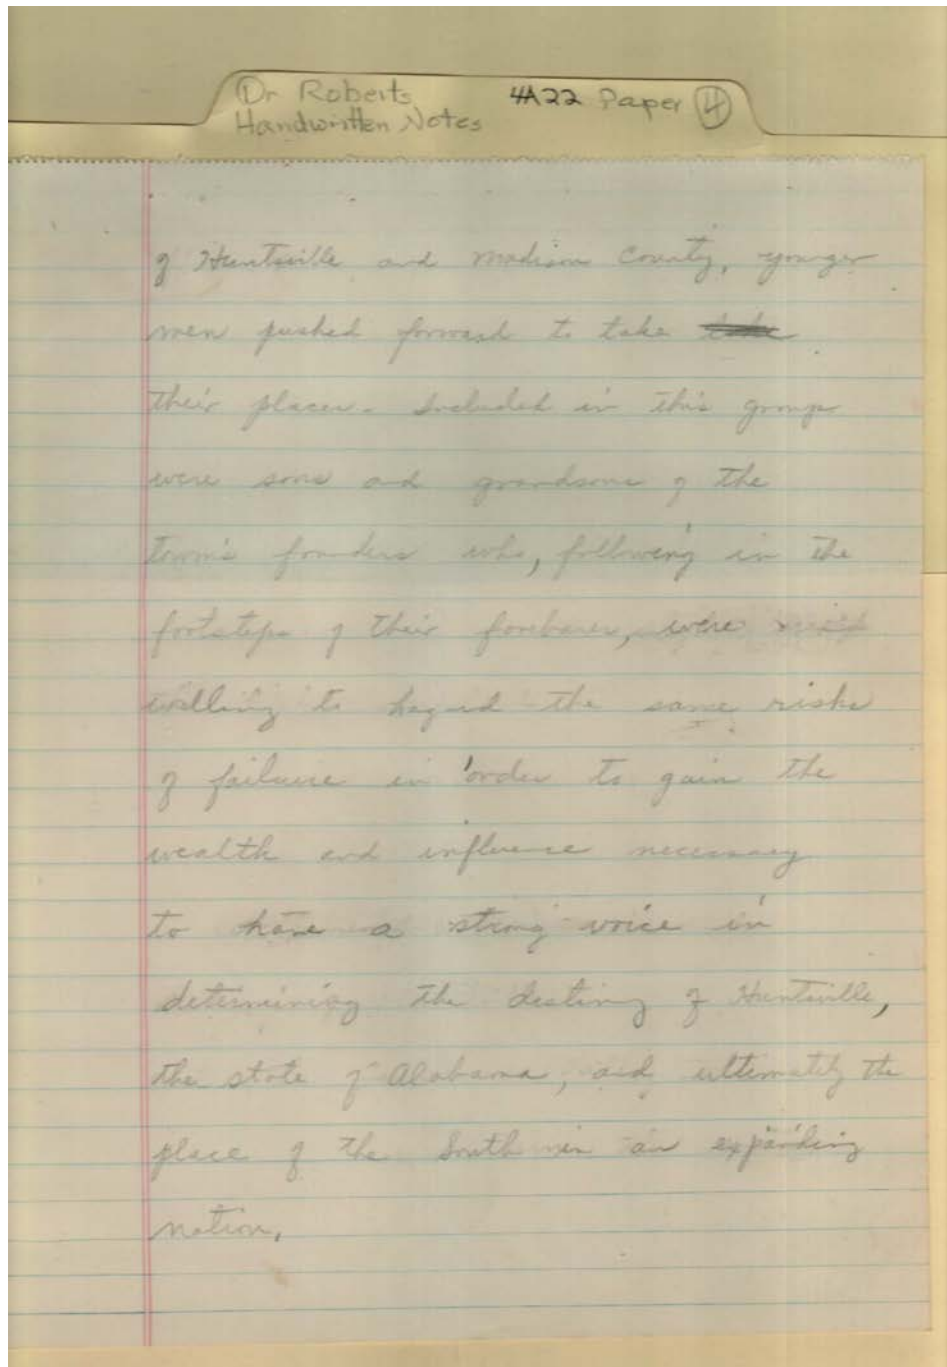 Dr Roberts 4A22 Paper 4
Handwritten Notes
of Huntsville and Madison County, younger
men pushed forward to take
their places. Included in this group
were sons and grandsons of the
town's founders who, following in the
footsteps of their forebares, were
willing to hazard the same risks
of failure in order to gain the
wealth and influence necessary
to have a strong voice in
determining the destiny of Huntsville,
the state of Alabama, and ultimately the
place of the South in an expanding
nation.